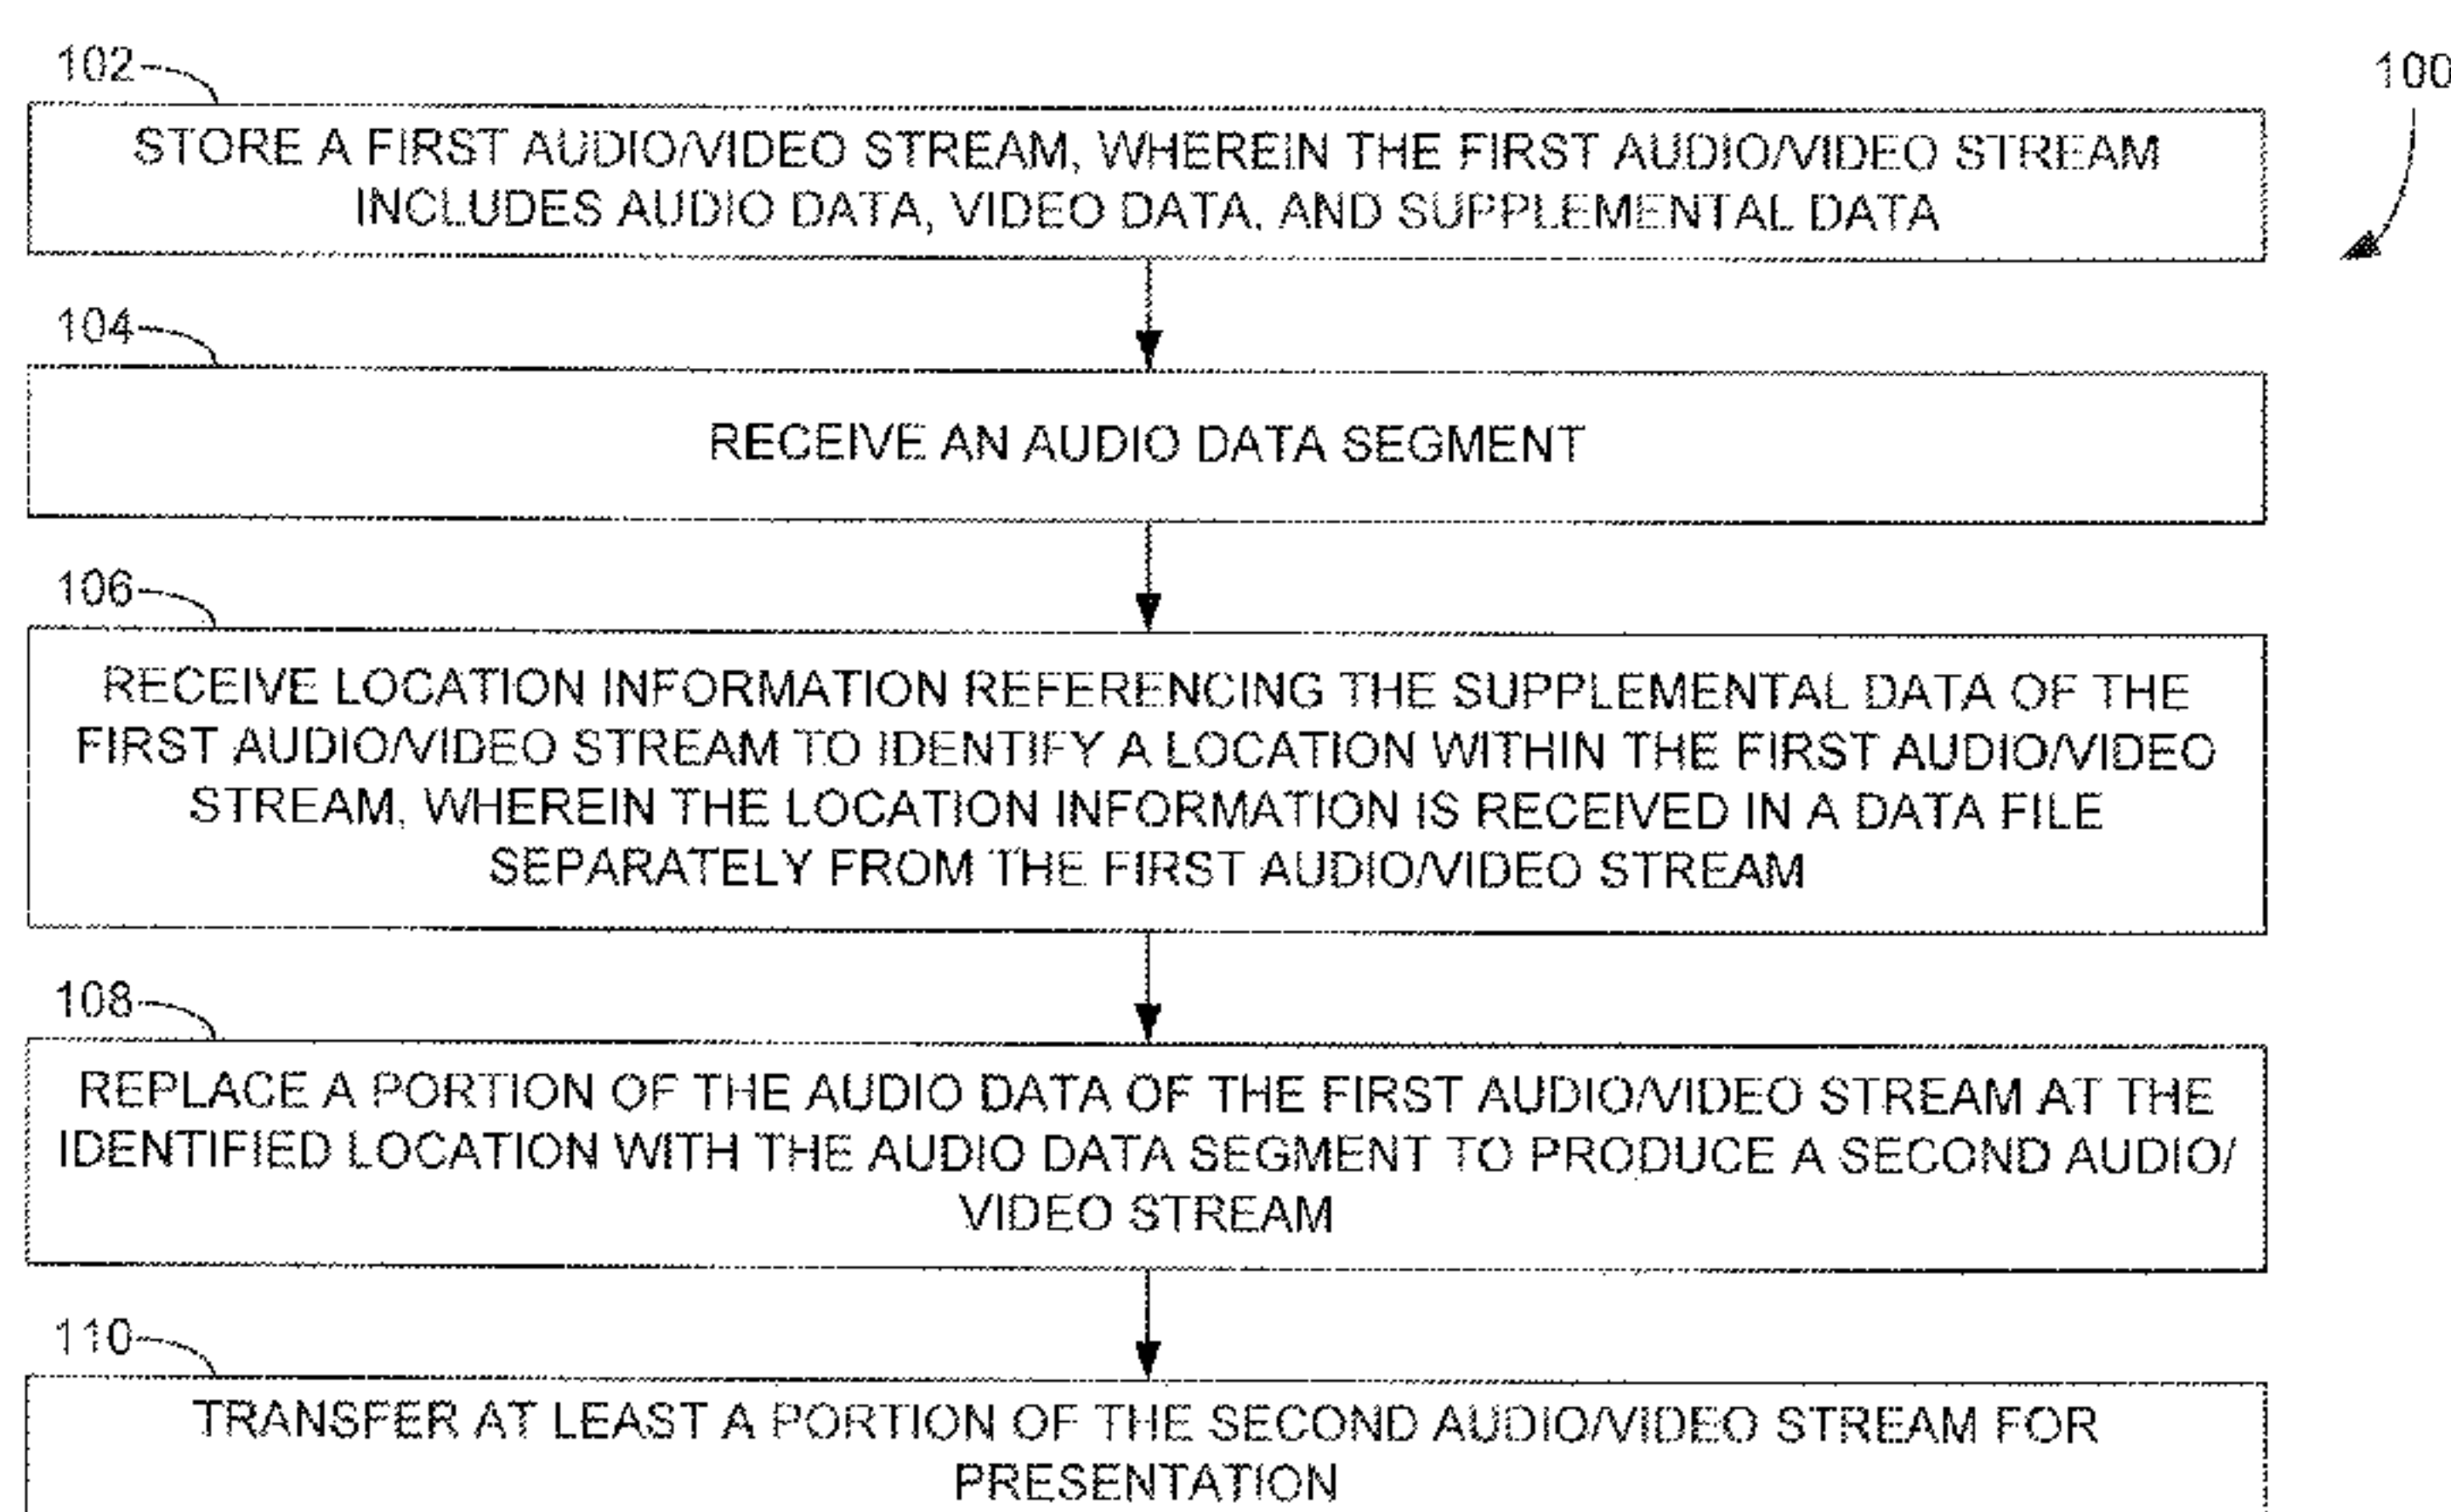 102
100
STORE A FIRST AUDIO/VIDEO STREAM, WHEREIN THE FIRST AUDIO/VIDEO STREAM
INCLUDES AUDIO DATA, VIDEO DATA, AND SUPPLEMENTAL DATA
104
RECEIVE AN AUDIO DATA SEGMENT
106
RECEIVE LOCATION INFORMATION REFERENCING THE SUPPLEMENTAL DATA OF THE
FIRST AUDIO/VIDEO STREAM TO IDENTIFY A LOCATION WITHIN THE FIRST AUDIO/VIDEO
STREAM, WHEREIN THE LOCATION INFORMATION IS RECEIVED IN A DATA FILE
SEPARATELY FROM THE FIRST AUDIO/VIDEO STREAM
108
REPLACE A PORTION OF THE AUDIO DATA OF THE FIRST AUDIO/VIDEO STREAM AT THE
IDENTIFIED LOCATION WITH THE AUDIO DATA SEGMENT TO PRODUCE A SECOND AUDIO/
VIDEO STREAM
110
TRANSFER AT LEAST A PORTION OF THE SECOND AUDIO/VIDEO STREAM FOR
PRESENTATION